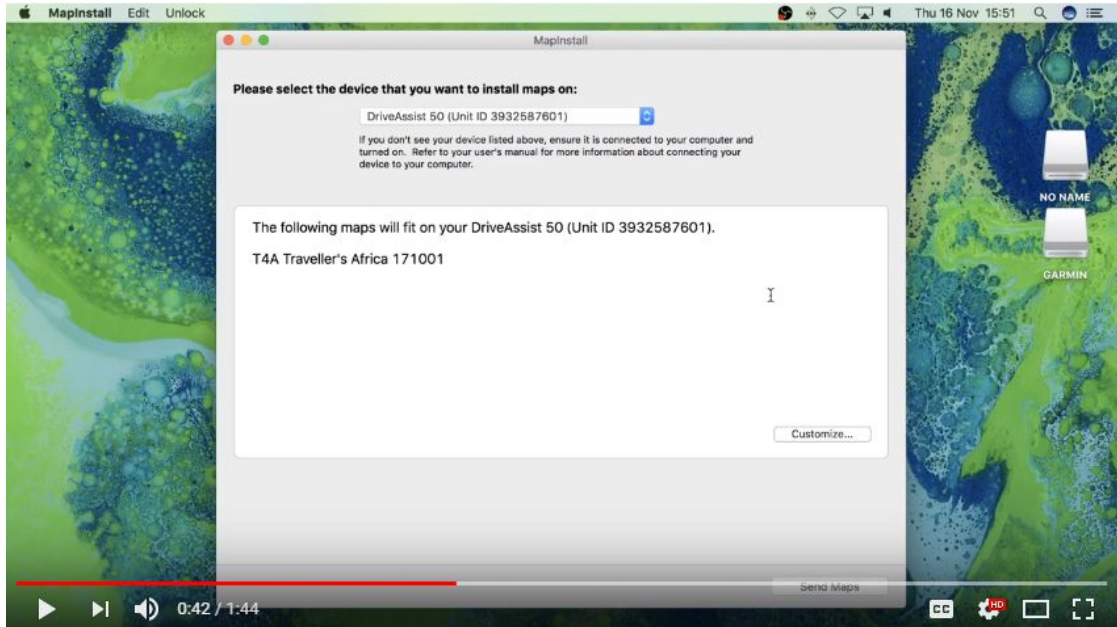 MapInstall Edit Unlock Thu 16 Nov 15:51
MapInstall
Please select the device that you want to install maps on:
DriveAssist 50 (Unit ID 3932587601)
If you don't see your device listed above, ensure it is connected to your computer and
turned on. Refer to your user's manual for more information about connecting your
device to your computer.
NO NAME
The following maps will fit on your DriveAssist 50 (Unit ID 3932587601).
T4A Traveller's Africa 171001
GARMIN
Customize...
Send Maps
0:42 / 1:44
CC
HD